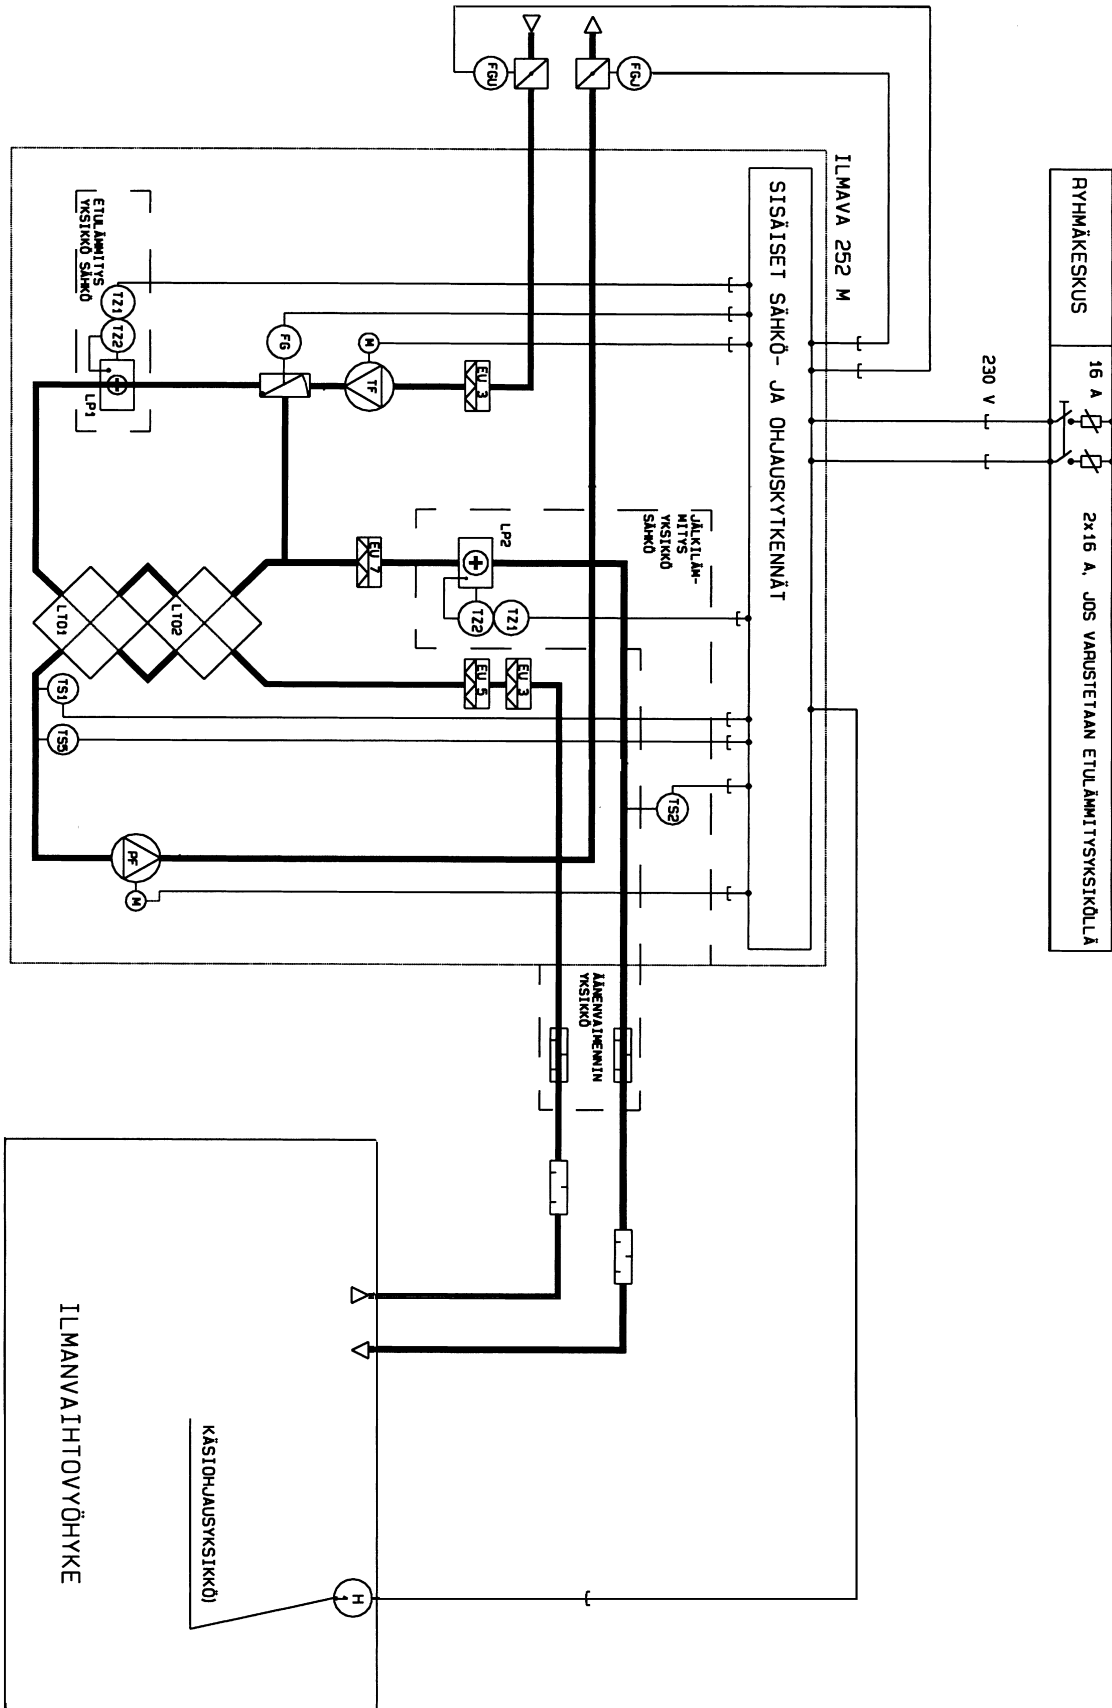 RYHMÄKESKUS
16 A
2x16 A, JOS VARUSTETAAN ETULÄMMITYSYKSIKÖLLÄ
230 V
ILMAVA 252 M
SISÄISET SÄHKÖ- JA OHJAUSKYTKENNÄT
FGJ
FGU
JÄLKILÄM-
MITYS
YKSIKKÖ
SÄHKÖ
LP2
TZ1
TZ2
TS2
EU 3
EU 3
EU 5
EU 7
M
TF
FG
ÄÄNENVAIMENNIN
YKSIKKÖ
LTO2
LTO1
ETULÄMMITYS
YKSIKKÖ SÄHKÖ
TZ1
TZ2
LP1
TS1
TS5
PF
M
H
KÄSIOHJAUSYKSIKKÖ)
ILMANVAIHTOVYÖHYKE